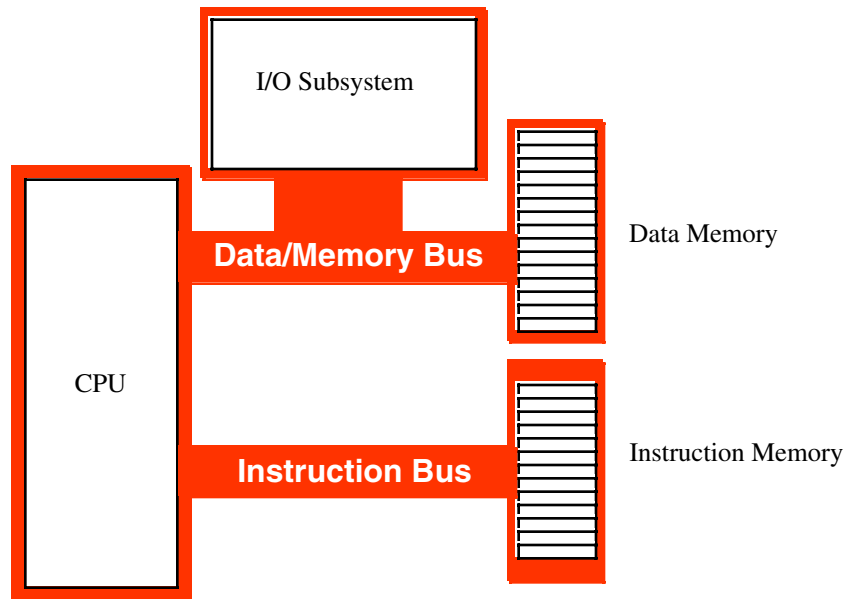 I/O Subsystem
Data/Memory Bus
Data Memory
CPU
Instruction Bus
Instruction Memory